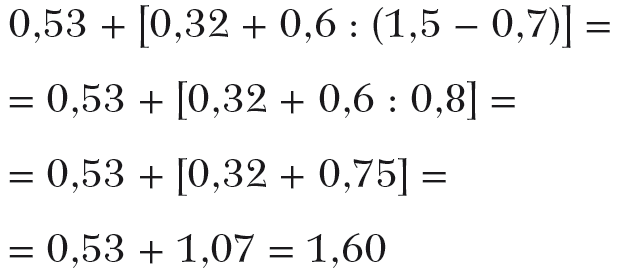 0,53 + [0,32 + 0,6 : (1,5 − 0,7)] =
= 0,53 + [0,32 + 0,6 : 0,8] =
= 0,53 + [0,32 + 0,75] =
= 0,53 + 1,07 = 1,60